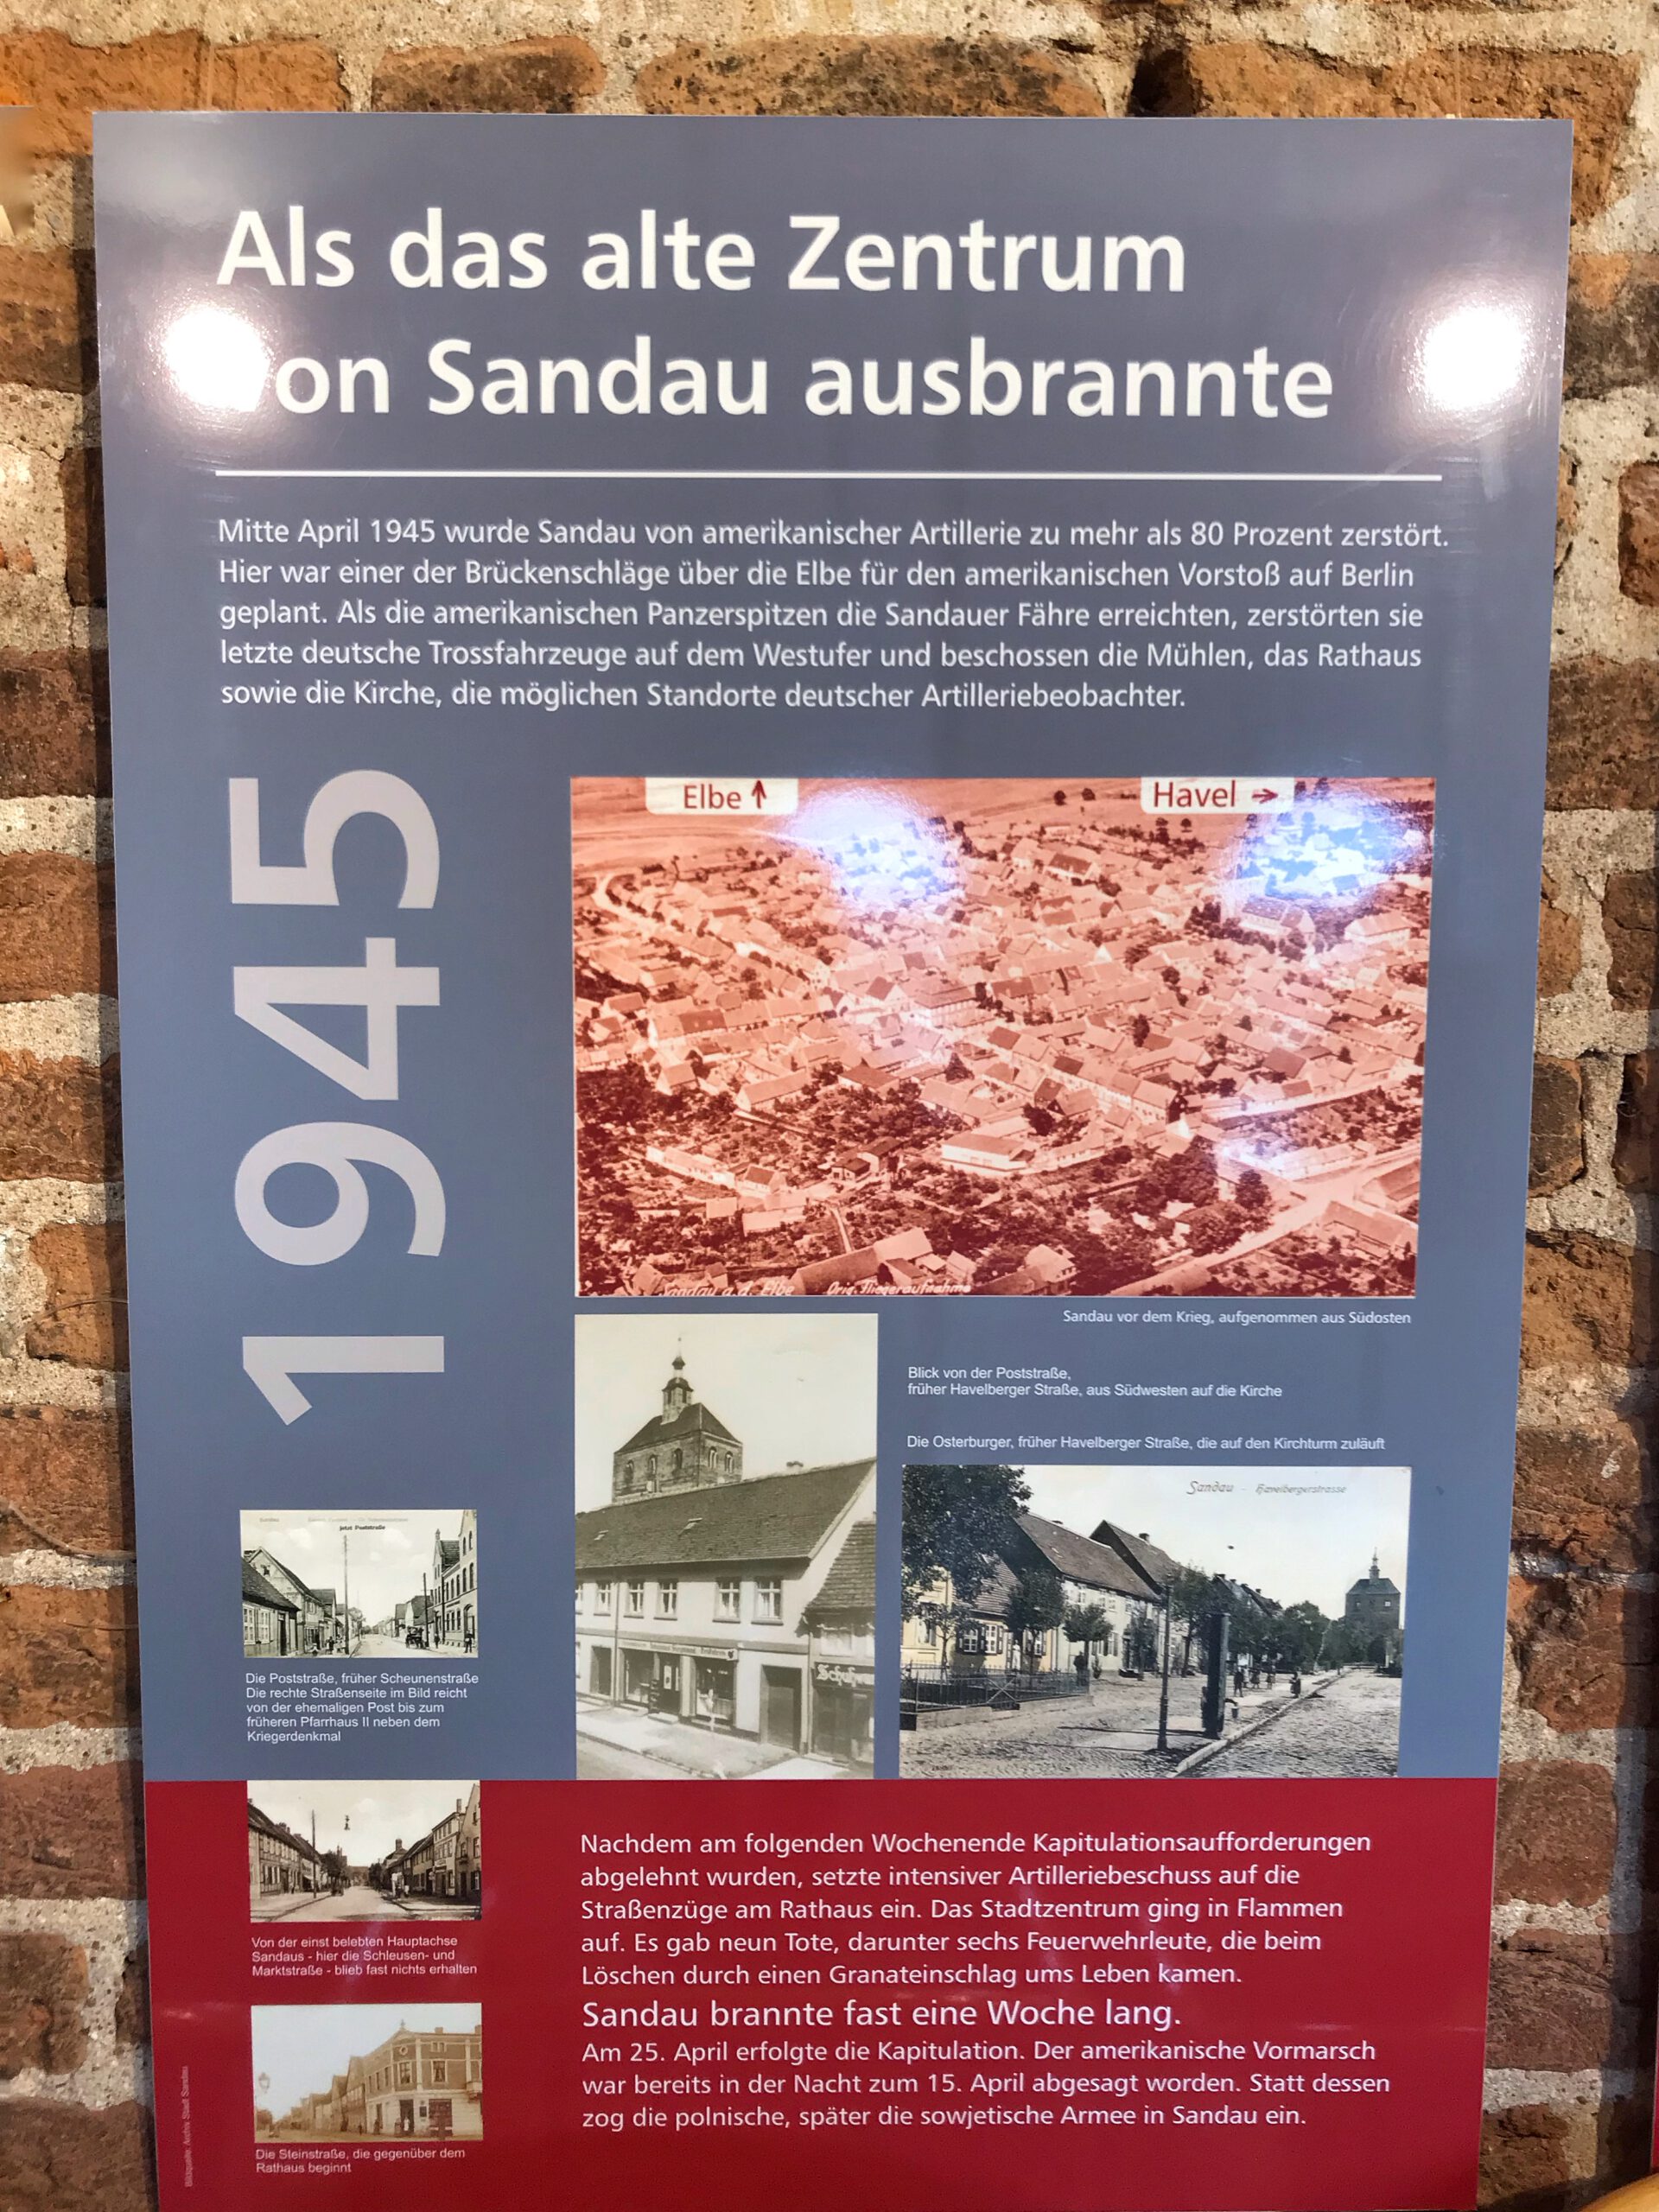 Als das alte Zentrum
on Sandau ausbrannte
Mitte April 1945 wurde Sandau von amerikanischer Artillerie zu mehr als 80 Prozent zerstört.
Hier war einer der Brückenschläge über die Elbe für den amerikanischen Vorstoß auf Berlin
geplant. Als die amerikanischen Panzerspitzen die Sandauer Fähre erreichten, zerstörten sie
letzte deutsche Trossfahrzeuge auf dem Westufer und beschossen die Mühlen, das Rathaus
sowie die Kirche, die möglichen Standorte deutscher Artilleriebeobachter.
1945
Elbe ↑
Havel →
Sandau a. d. Elbe Orig. Fliegeraufnahme
Sandau vor dem Krieg, aufgenommen aus Südosten
Blick von der Poststraße,
früher Havelberger Straße, aus Südwesten auf die Kirche
Die Osterburger, früher Havelberger Straße, die auf den Kirchturm zuläuft
Sandau - Havelbergerstrasse
jetzt Poststraße
Die Poststraße, früher Scheunenstraße
Die rechte Straßenseite im Bild reicht
von der ehemaligen Post bis zum
früheren Pfarrhaus II neben dem
Kriegerdenkmal
Von der einst belebten Hauptachse
Sandaus - hier die Schleusen- und
Marktstraße - blieb fast nichts erhalten
Die Steinstraße, die gegenüber dem
Rathaus beginnt
Nachdem am folgenden Wochenende Kapitulationsaufforderungen
abgelehnt wurden, setzte intensiver Artilleriebeschuss auf die
Straßenzüge am Rathaus ein. Das Stadtzentrum ging in Flammen
auf. Es gab neun Tote, darunter sechs Feuerwehrleute, die beim
Löschen durch einen Granateinschlag ums Leben kamen.
Sandau brannte fast eine Woche lang.
Am 25. April erfolgte die Kapitulation. Der amerikanische Vormarsch
war bereits in der Nacht zum 15. April abgesagt worden. Statt dessen
zog die polnische, später die sowjetische Armee in Sandau ein.
Bildquelle: Archiv Stadt Sandau